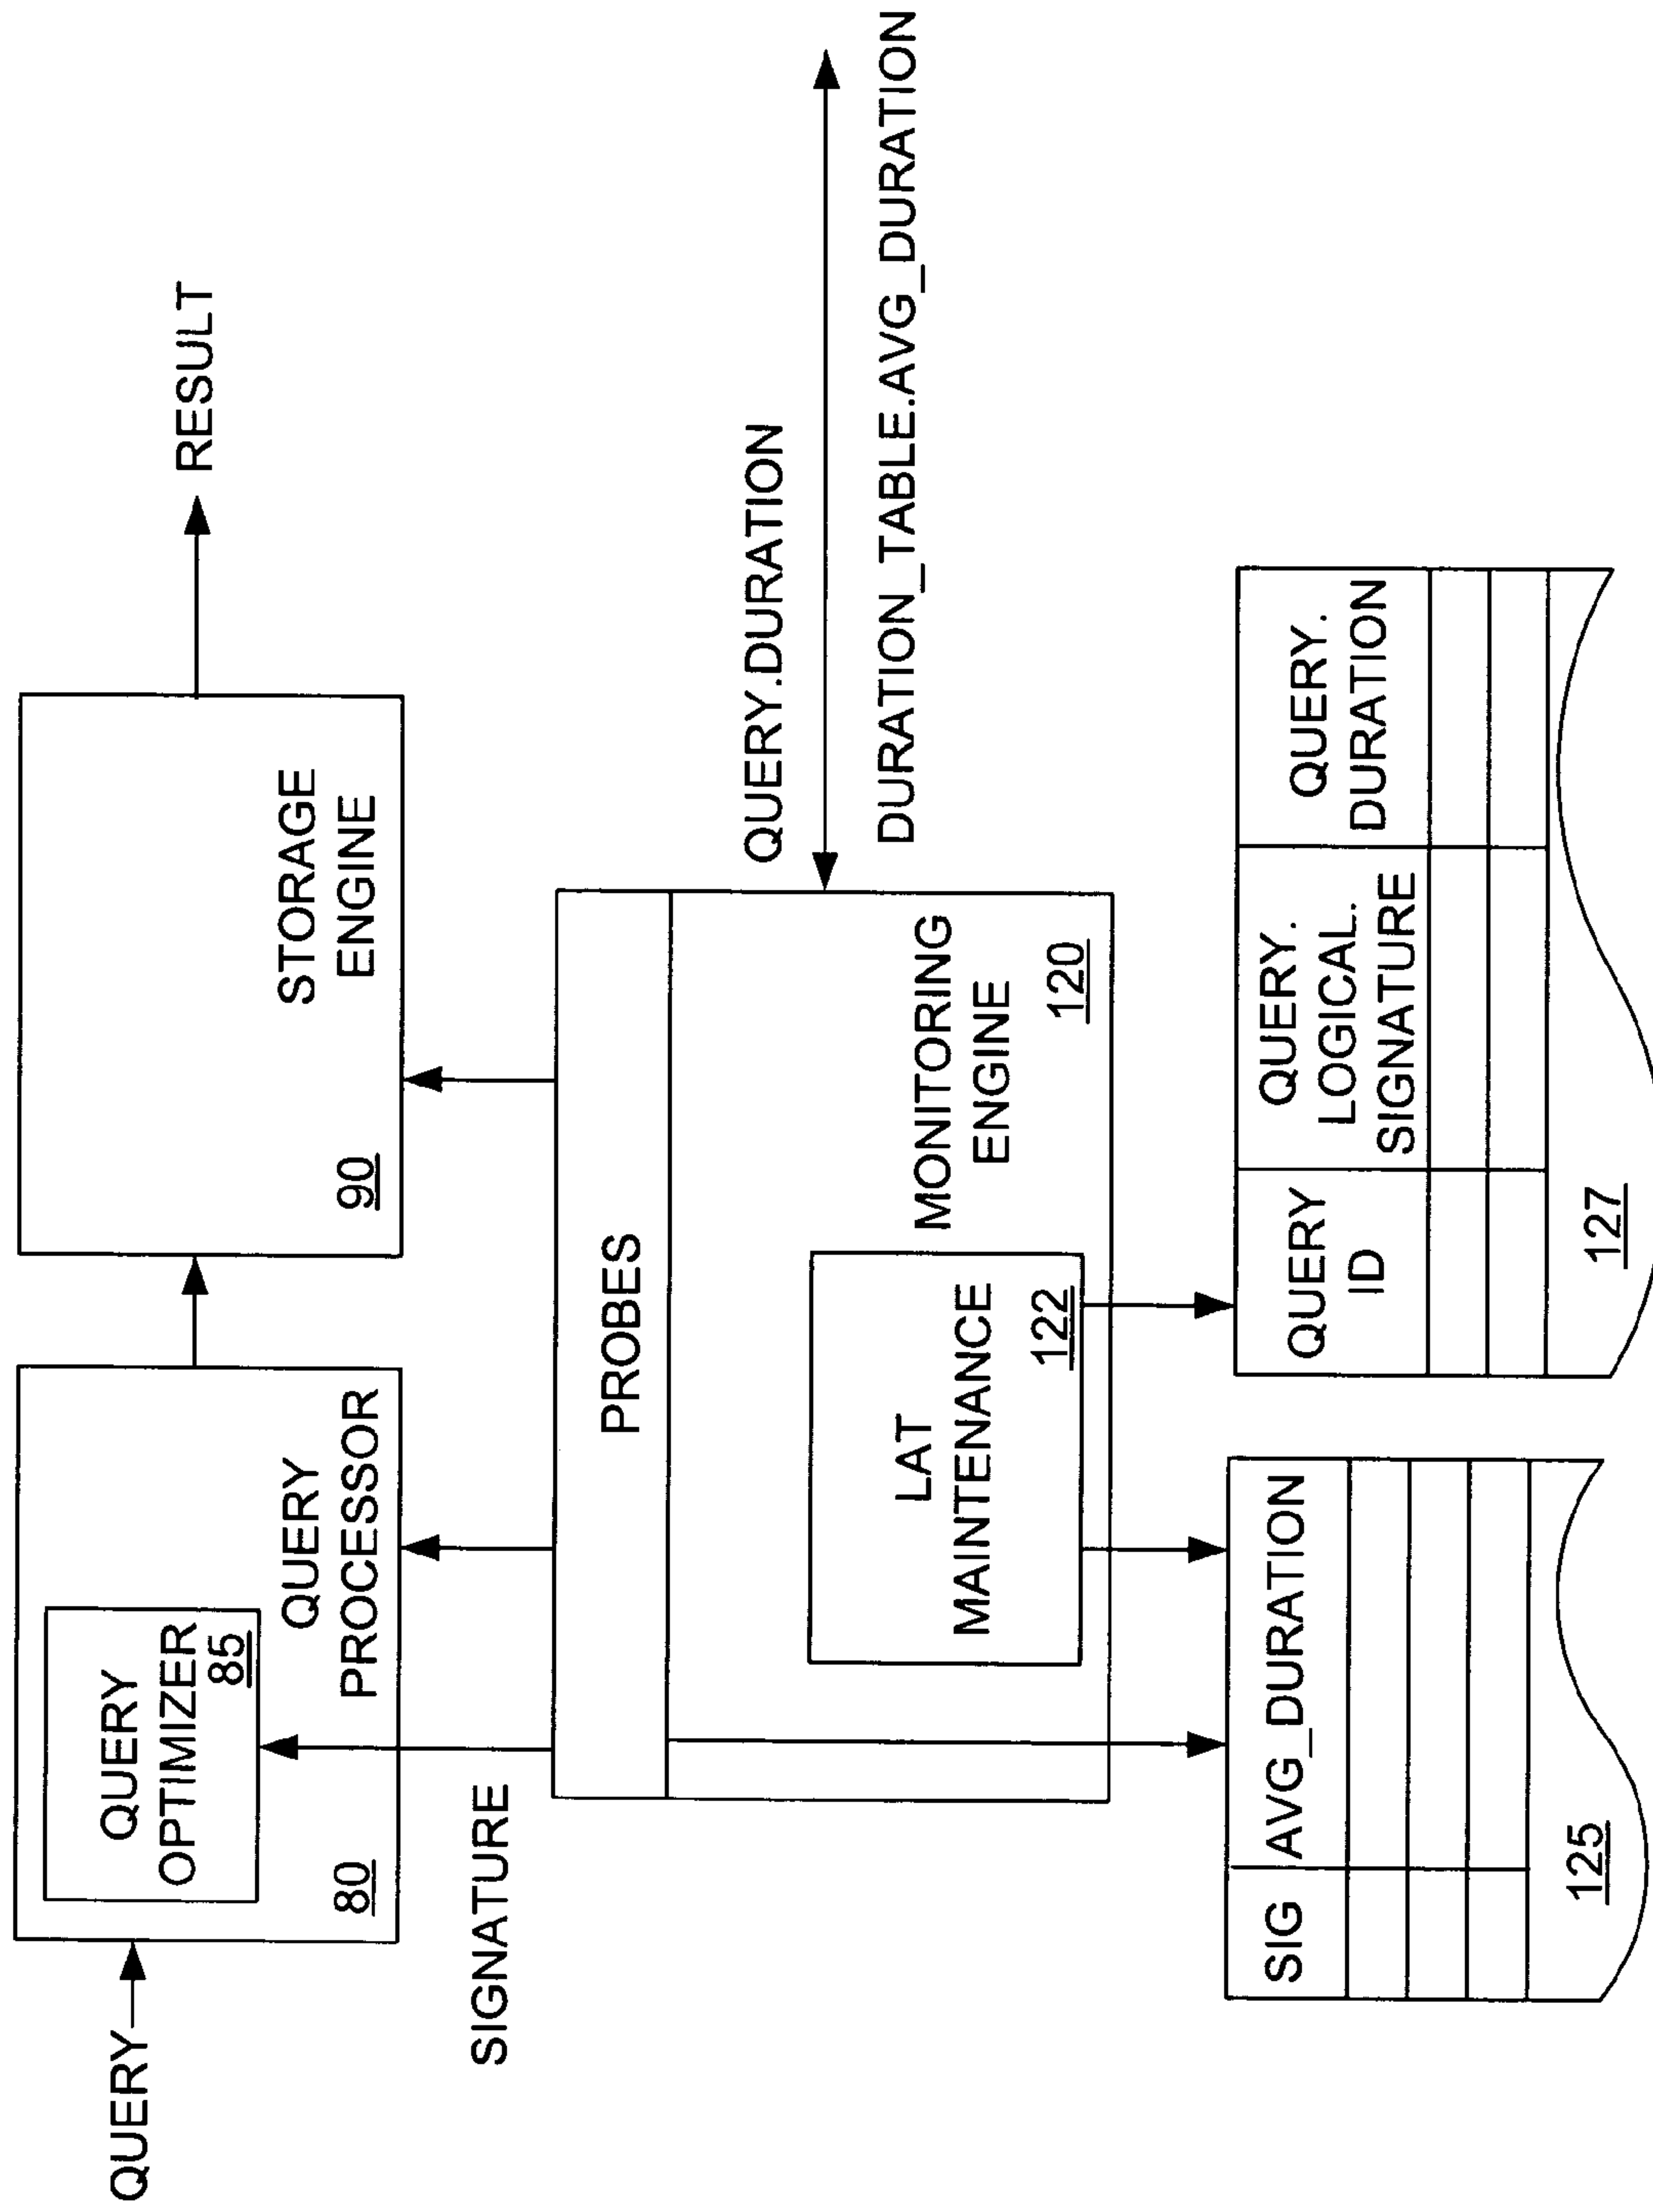 QUERY
QUERY
OPTIMIZER
85
QUERY
PROCESSOR
80
STORAGE
ENGINE
90
RESULT
SIGNATURE
PROBES
MONITORING
ENGINE
120
LAT
MAINTENANCE
122
QUERY.DURATION
DURATION_TABLE.AVG_DURATION
SIG
AVG_DURATION
125
QUERY
ID
QUERY.
LOGICAL.
SIGNATURE
QUERY.
DURATION
127